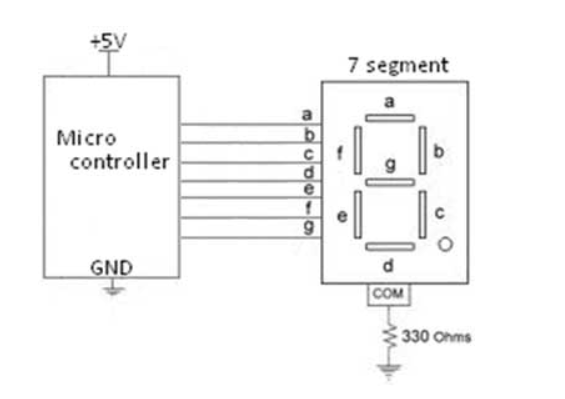 +5V
7 segment
Micro
controller
GND
a
b
c
d
e
f
g
a
f
b
g
e
c
d
COM
330 Ohms